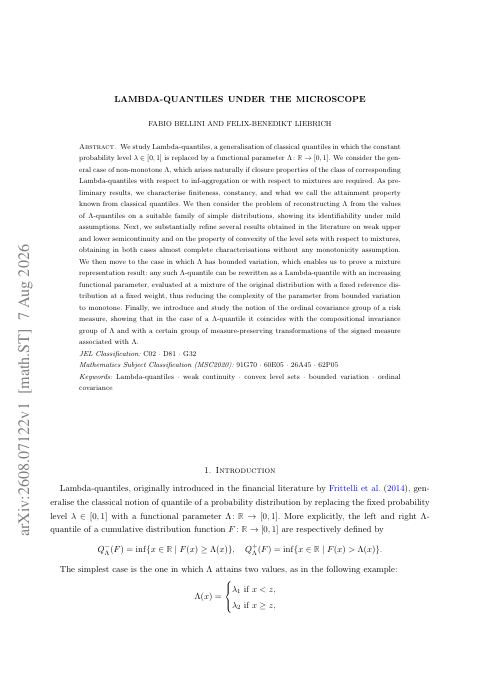 LAMBDA-QUANTILES UNDER THE MICROSCOPE
FABIO BELLINI AND FELIX-BENEDIKT LIEBRICH
Abstract. We study Lambda-quantiles, a generalisation of classical quantiles in which the constant
probability level λ ∈ [0, 1] is replaced by a functional parameter Λ: ℝ → [0, 1]. We consider the gen-
eral case of non-monotone Λ, which arises naturally if closure properties of the class of corresponding
Lambda-quantiles with respect to inf-aggregation or with respect to mixtures are required. As pre-
liminary results, we characterise finiteness, constancy, and what we call the attainment property
known from classical quantiles. We then consider the problem of reconstructing Λ from the values
of Λ-quantiles on a suitable family of simple distributions, showing its identifiability under mild
assumptions. Next, we substantially refine several results obtained in the literature on weak upper
and lower semicontinuity and on the property of convexity of the level sets with respect to mixtures,
obtaining in both cases almost complete characterisations without any monotonicity assumption.
We then move to the case in which Λ has bounded variation, which enables us to prove a mixture
representation result: any such Λ-quantile can be rewritten as a Lambda-quantile with an increasing
functional parameter, evaluated at a mixture of the original distribution with a fixed reference dis-
tribution at a fixed weight, thus reducing the complexity of the parameter from bounded variation
to monotone. Finally, we introduce and study the notion of the ordinal covariance group of a risk
measure, showing that in the case of a Λ-quantile it coincides with the compositional invariance
group of Λ and with a certain group of measure-preserving transformations of the signed measure
associated with Λ.
JEL Classification: C02 · D81 · G32
Mathematics Subject Classification (MSC2020): 91G70 · 60E05 · 26A45 · 62P05
Keywords: Lambda-quantiles · weak continuity · convex level sets · bounded variation · ordinal
covariance
arXiv:2608.07122v1 [math.ST] 7 Aug 2026
1. Introduction
Lambda-quantiles, originally introduced in the financial literature by Frittelli et al. (2014), gen-
eralise the classical notion of quantile of a probability distribution by replacing the fixed probability
level λ ∈ [0, 1] with a functional parameter Λ: ℝ → [0, 1]. More explicitly, the left and right Λ-
quantile of a cumulative distribution function F: ℝ → [0, 1] are respectively defined by
Q⁻_Λ(F) = inf{x ∈ ℝ | F(x) ≥ Λ(x)}, Q⁺_Λ(F) = inf{x ∈ ℝ | F(x) > Λ(x)}.
The simplest case is the one in which Λ attains two values, as in the following example:
Λ(x) = { λ₁ if x < z,
λ₂ if x ≥ z,